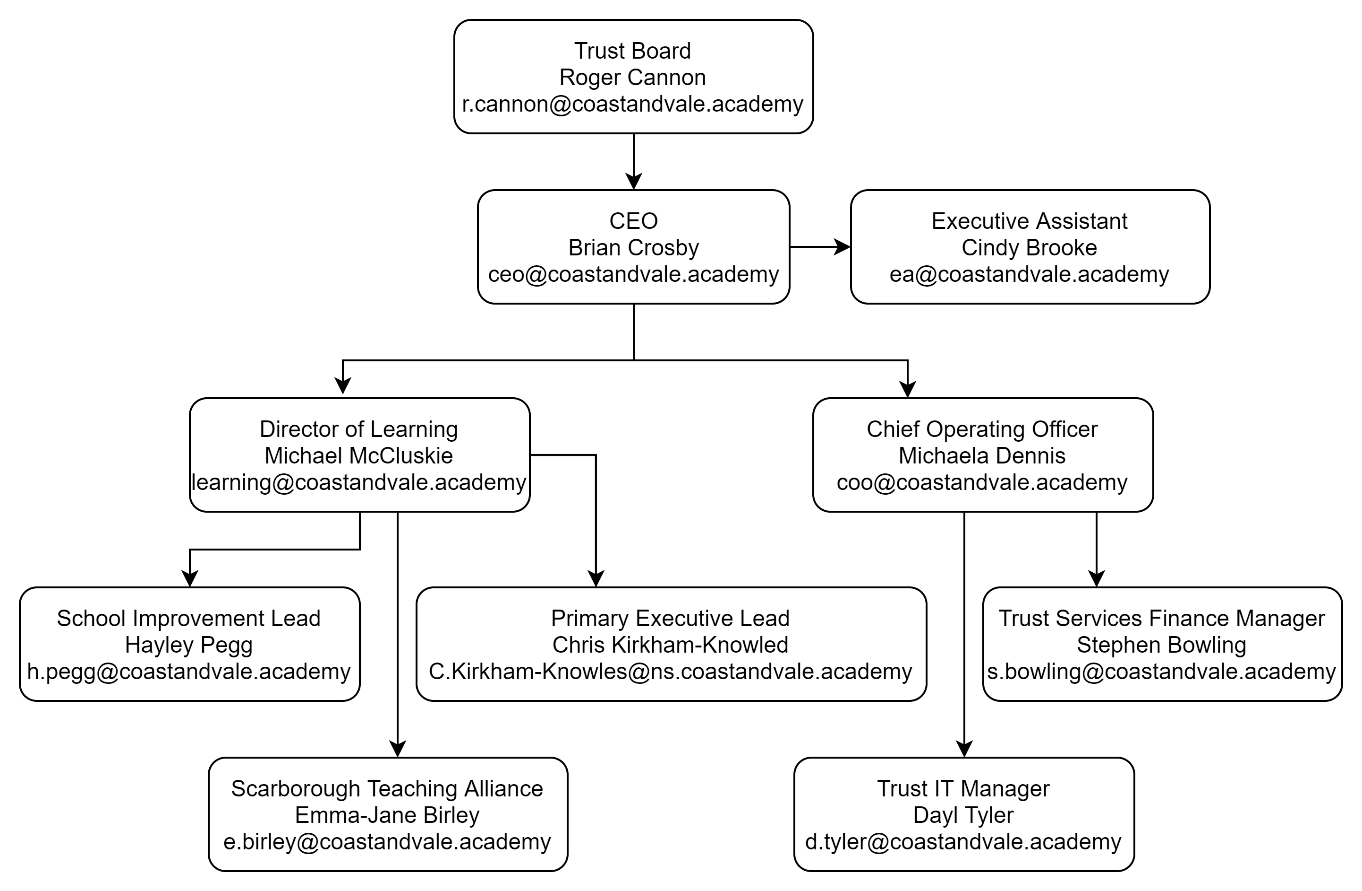 Trust Board
Roger Cannon
r.cannon@coastandvale.academy
CEO
Brian Crosby
ceo@coastandvale.academy
Executive Assistant
Cindy Brooke
ea@coastandvale.academy
Director of Learning
Michael McCluskie
learning@coastandvale.academy
Chief Operating Officer
Michaela Dennis
coo@coastandvale.academy
School Improvement Lead
Hayley Pegg
h.pegg@coastandvale.academy
Primary Executive Lead
Chris Kirkham-Knowled
C.Kirkham-Knowles@ns.coastandvale.academy
Trust Services Finance Manager
Stephen Bowling
s.bowling@coastandvale.academy
Scarborough Teaching Alliance
Emma-Jane Birley
e.birley@coastandvale.academy
Trust IT Manager
Dayl Tyler
d.tyler@coastandvale.academy